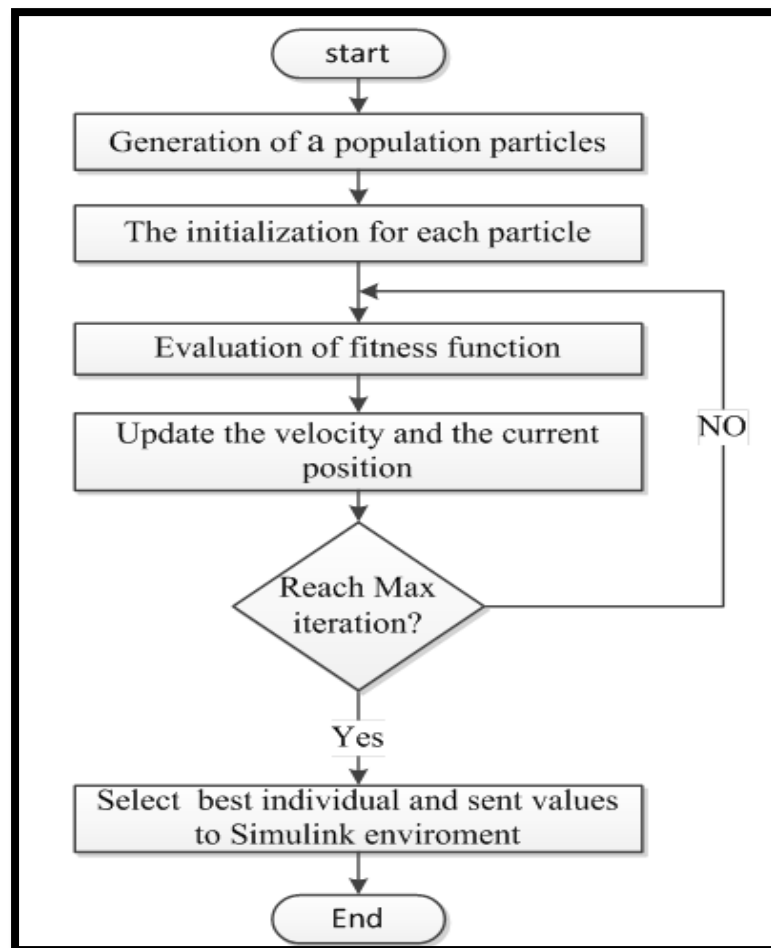 start
Generation of a population particles
The initialization for each particle
Evaluation of fitness function
Update the velocity and the current
position
NO
Reach Max
iteration?
Yes
Select best individual and sent values
to Simulink enviroment
End